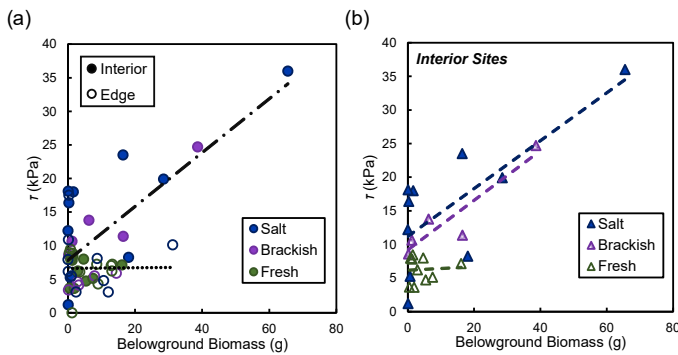 (a)
40
35
30
25
20
15
10
5
0
τ (kPa)
Interior
Edge
Salt
Brackish
Fresh
0 20 40 60 80
Belowground Biomass (g)
(b)
40
35
30
25
20
15
10
5
0
τ (kPa)
Interior Sites
Salt
Brackish
Fresh
0 20 40 60 80
Belowground Biomass (g)